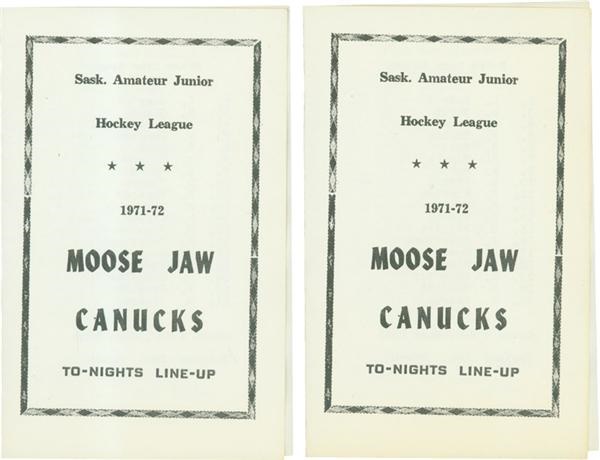 Sask. Amateur Junior
Hockey League
★ ★ ★
1971-72
MOOSE JAW
CANUCKS
TO-NIGHTS LINE-UP
Sask. Amateur Junior
Hockey League
★ ★ ★
1971-72
MOOSE JAW
CANUCKS
TO-NIGHTS LINE-UP